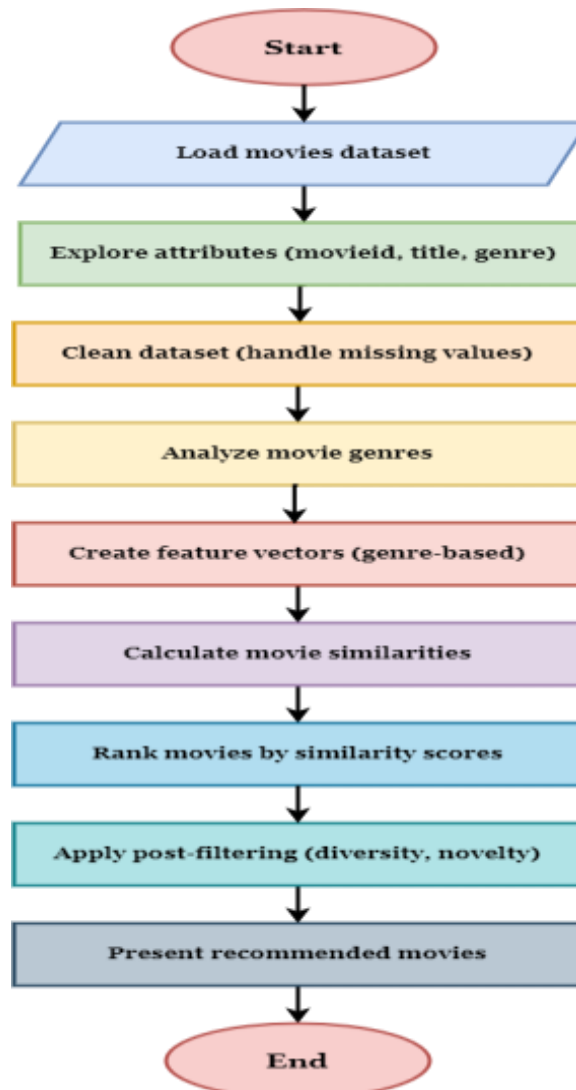 Start
Load movies dataset
Explore attributes (movieid, title, genre)
Clean dataset (handle missing values)
Analyze movie genres
Create feature vectors (genre-based)
Calculate movie similarities
Rank movies by similarity scores
Apply post-filtering (diversity, novelty)
Present recommended movies
End